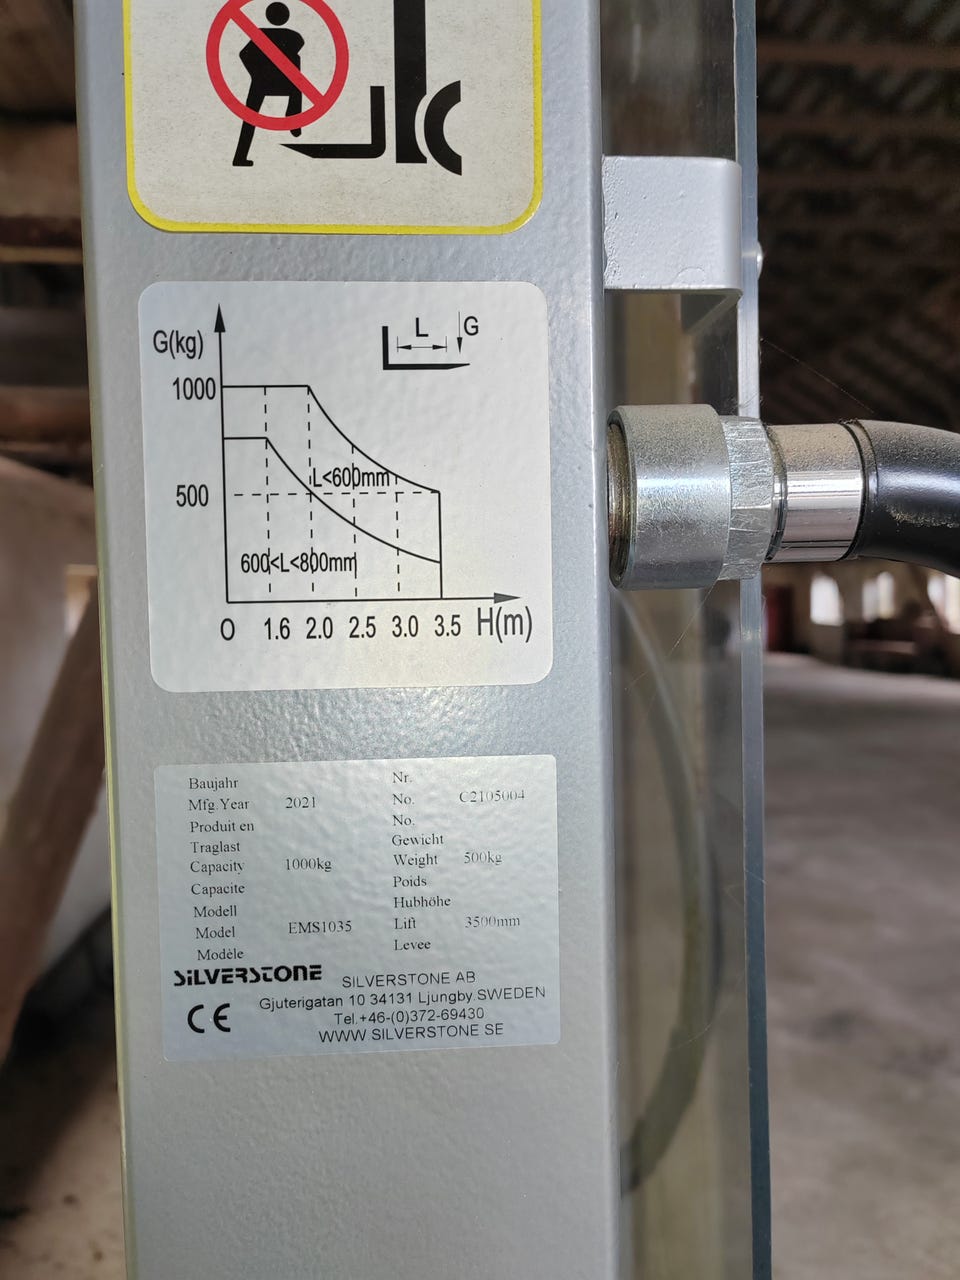 G(kg)
L G
1000
L<600mm
500
600<L<800mm
O 1.6 2.0 2.5 3.0 3.5 H(m)
Baujahr Nr.
Mfg.Year 2021 No. C2105004
Produit en No.
Traglast Gewicht
Capacity 1000kg Weight 500kg
Capacite Poids
Modell Hubhöhe
Model EMS1035 Lift 3500mm
Modèle Levee
SILVERSTONE SILVERSTONE AB
CE Gjuterigatan 10 34131 Ljungby.SWEDEN
Tel.+46-(0)372-69430
WWW.SILVERSTONE.SE